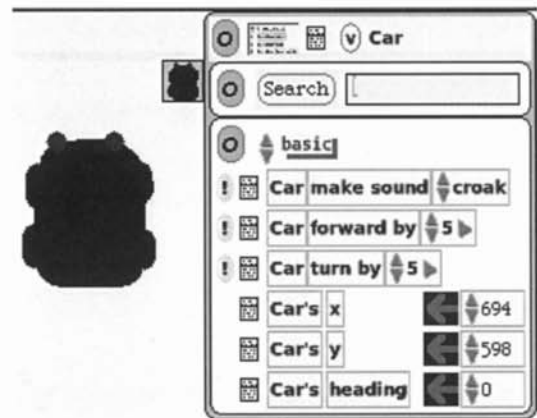 O v Car
O Search
O basic
! Car make sound croak
! Car forward by 5
! Car turn by 5
Car's x 694
Car's y 598
Car's heading 0